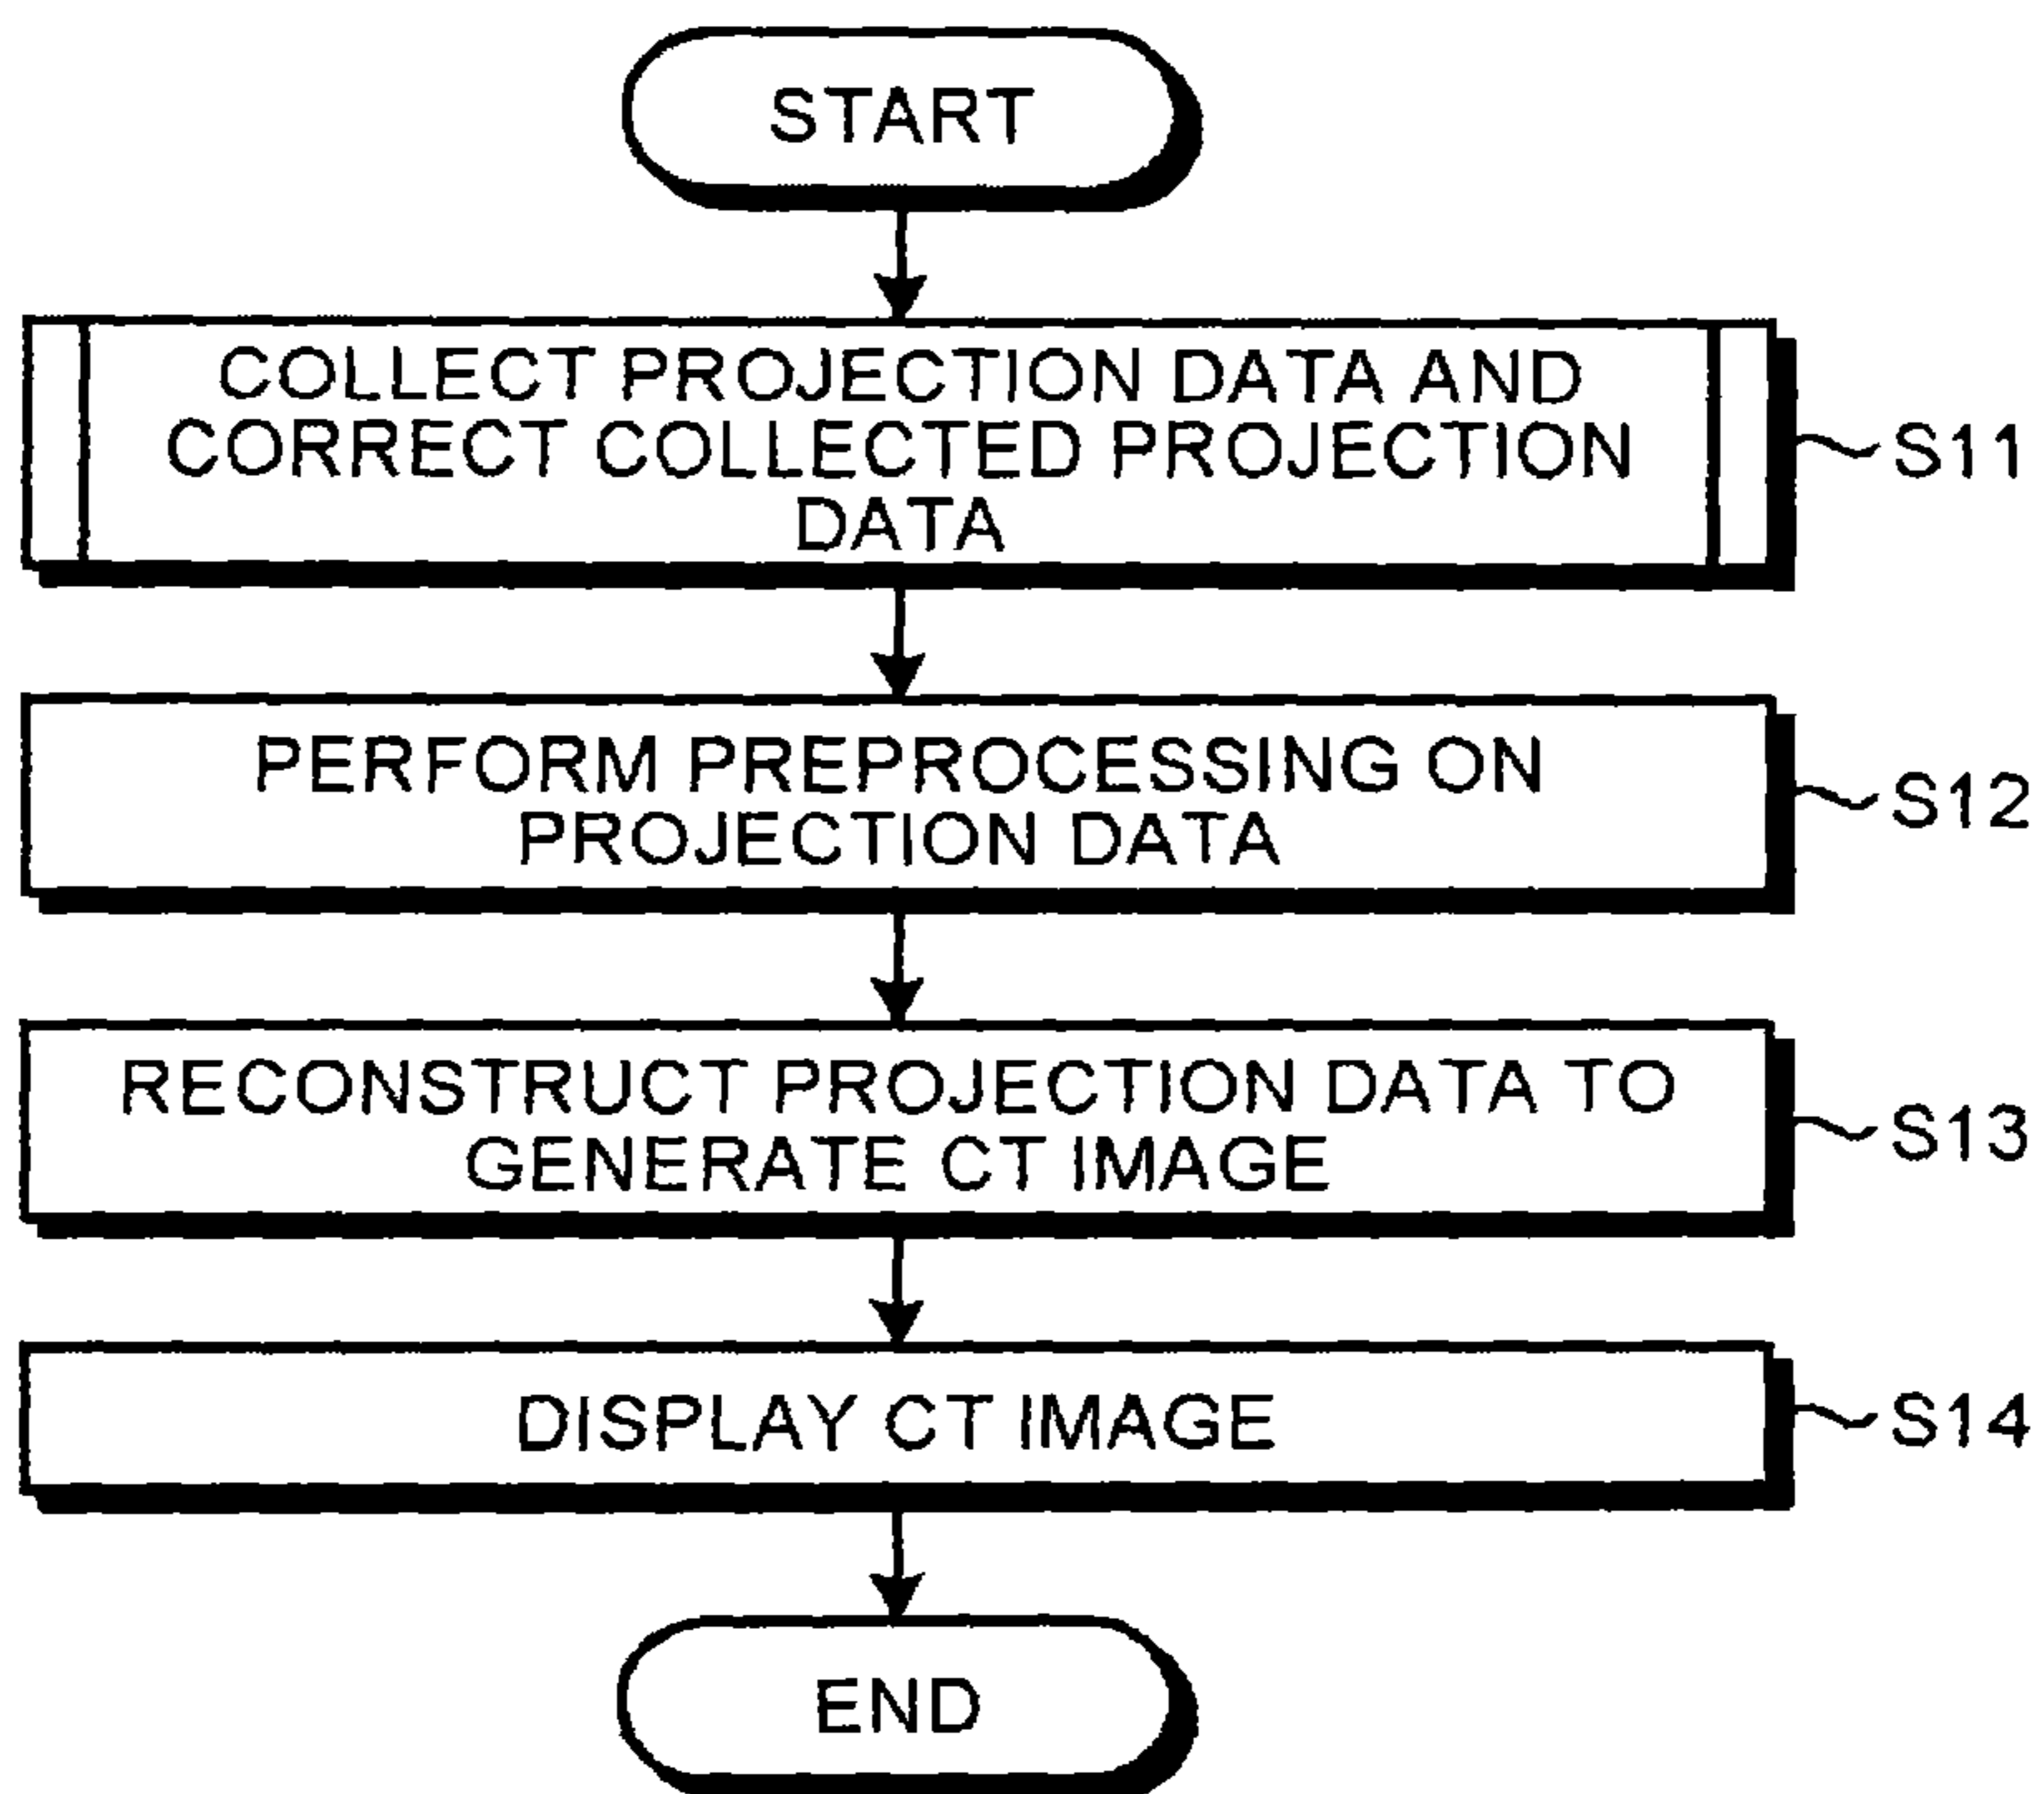 START
COLLECT PROJECTION DATA AND
CORRECT COLLECTED PROJECTION
DATA
S11
PERFORM PREPROCESSING ON
PROJECTION DATA
S12
RECONSTRUCT PROJECTION DATA TO
GENERATE CT IMAGE
S13
DISPLAY CT IMAGE
S14
END